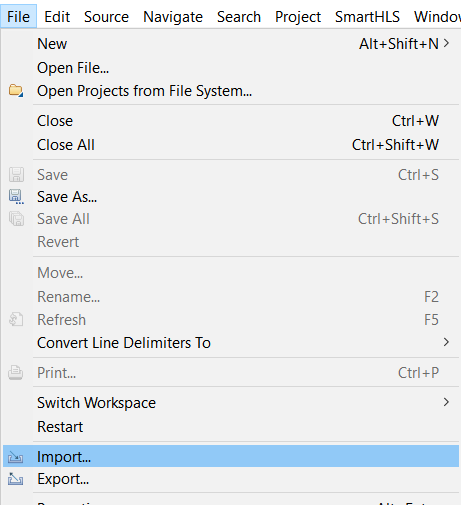 File Edit Source Navigate Search Project SmartHLS Window
New Alt+Shift+N >
Open File...
Open Projects from File System...
Close Ctrl+W
Close All Ctrl+Shift+W
Save Ctrl+S
Save As...
Save All Ctrl+Shift+S
Revert
Move...
Rename... F2
Refresh F5
Convert Line Delimiters To >
Print... Ctrl+P
Switch Workspace >
Restart
Import...
Export...